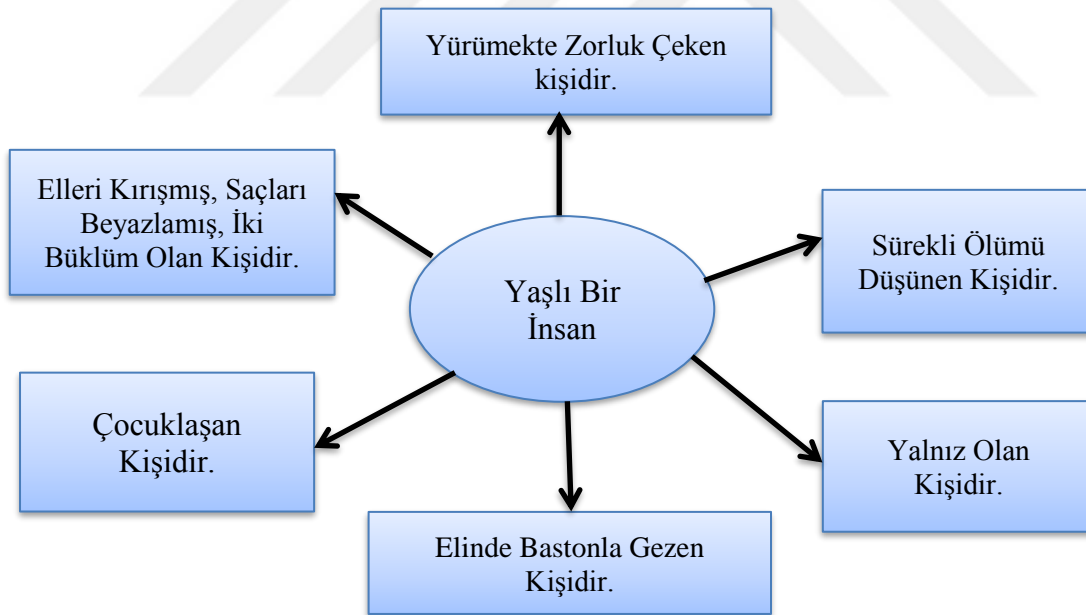 Yürümekte Zorluk Çeken
kişidir.
Elleri Kırışmış, Saçları
Beyazlamış, İki
Büklüm Olan Kişidir.
Sürekli Ölümü
Düşünen Kişidir.
Yaşlı Bir
İnsan
Çocuklaşan
Kişidir.
Yalnız Olan
Kişidir.
Elinde Bastonla Gezen
Kişidir.